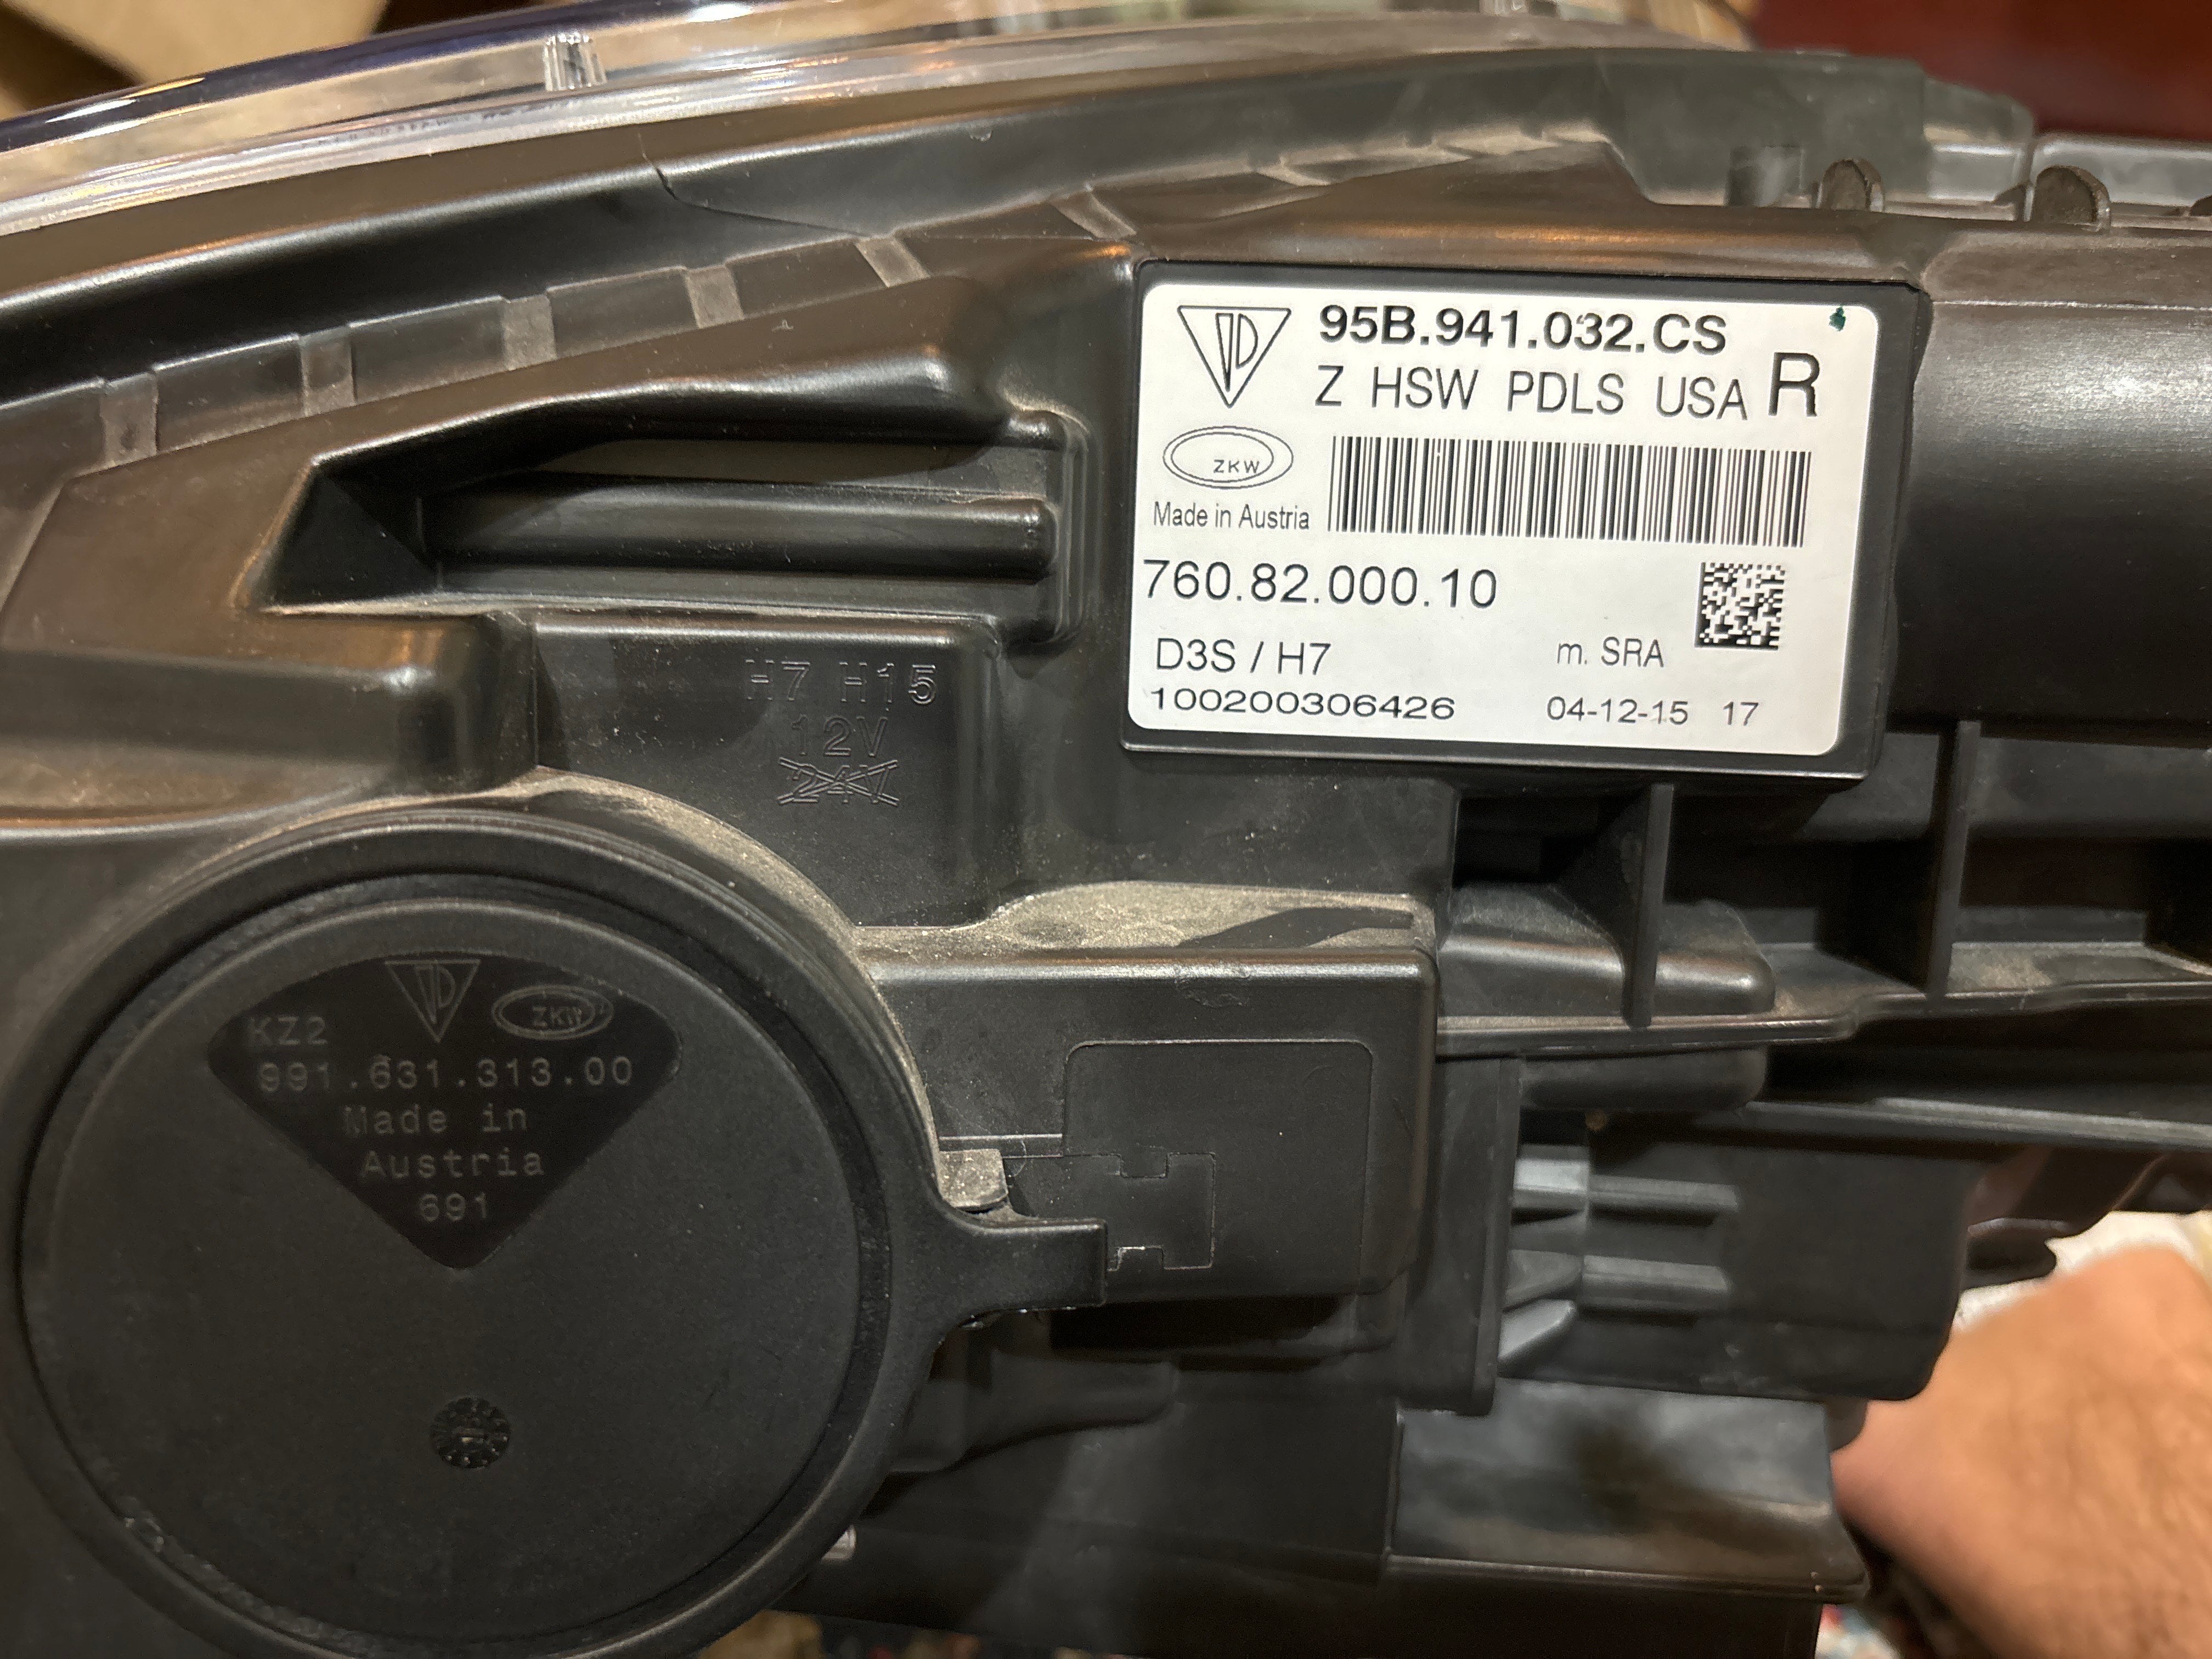 95B.941.032.CS
Z HSW PDLS USA R
ZKW
Made in Austria
760.82.000.10
D3S / H7 m. SRA
100200306426 04-12-15 17
H7 H15
12V
24V
ZKW
KZ2
991.631.313.00
Made in
Austria
691